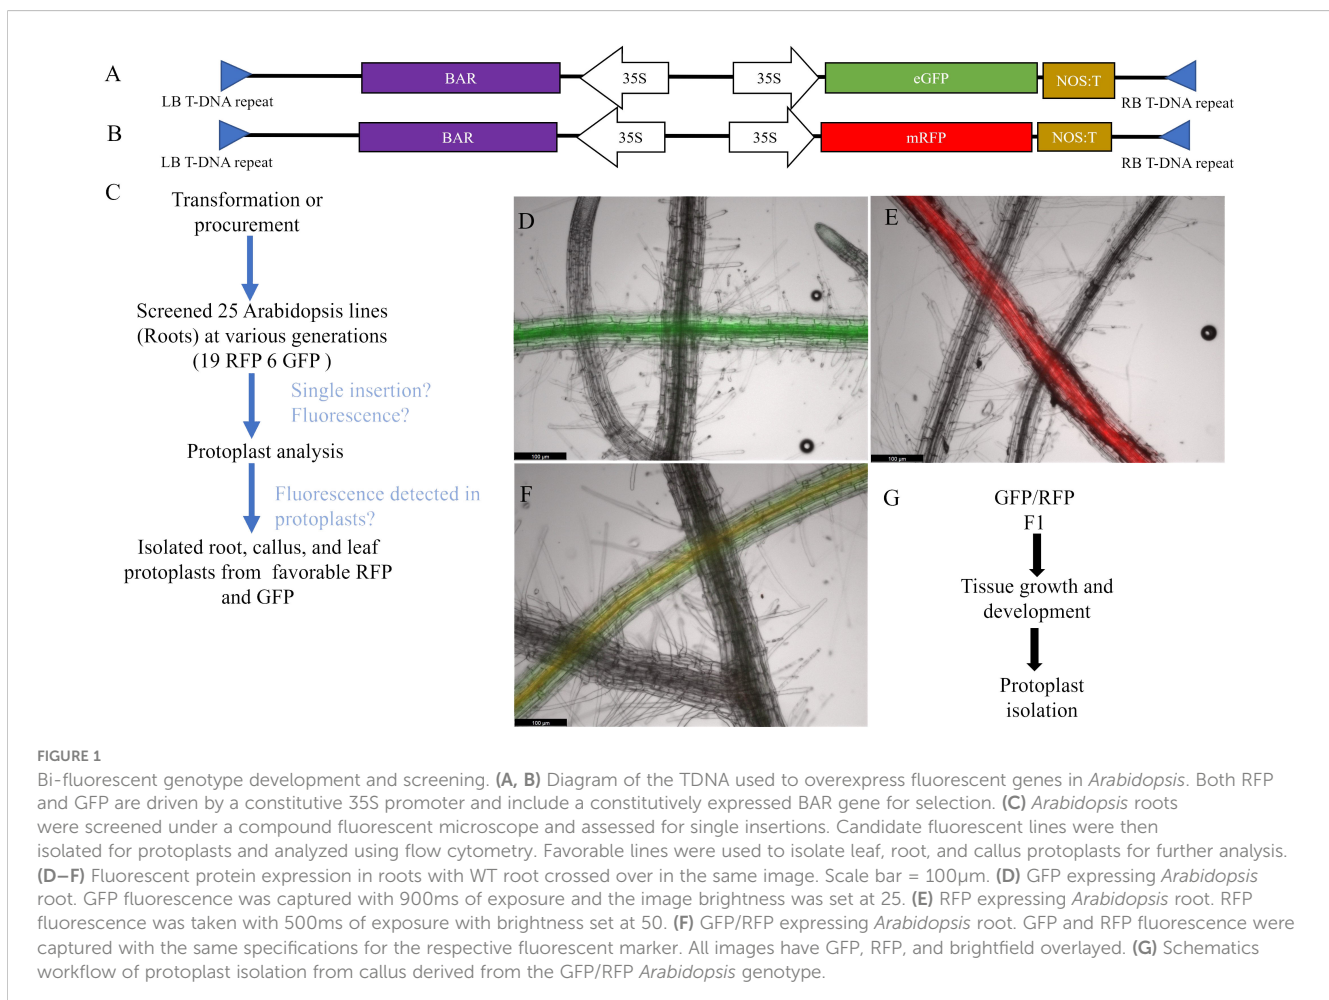 A
LB T-DNA repeat
BAR
35S
35S
eGFP
NOS:T
RB T-DNA repeat
B
LB T-DNA repeat
BAR
35S
35S
mRFP
NOS:T
RB T-DNA repeat
C
Transformation or
procurement
Screened 25 Arabidopsis lines
(Roots) at various generations
(19 RFP 6 GFP )
Single insertion?
Fluorescence?
Protoplast analysis
Fluorescence detected in
protoplasts?
Isolated root, callus, and leaf
protoplasts from favorable RFP
and GFP
D
100 µm
E
100 µm
F
100 µm
G
GFP/RFP
F1
Tissue growth and
development
Protoplast
isolation
FIGURE 1
Bi-fluorescent genotype development and screening. (A, B) Diagram of the TDNA used to overexpress fluorescent genes in Arabidopsis. Both RFP
and GFP are driven by a constitutive 35S promoter and include a constitutively expressed BAR gene for selection. (C) Arabidopsis roots
were screened under a compound fluorescent microscope and assessed for single insertions. Candidate fluorescent lines were then
isolated for protoplasts and analyzed using flow cytometry. Favorable lines were used to isolate leaf, root, and callus protoplasts for further analysis.
(D–F) Fluorescent protein expression in roots with WT root crossed over in the same image. Scale bar = 100µm. (D) GFP expressing Arabidopsis
root. GFP fluorescence was captured with 900ms of exposure and the image brightness was set at 25. (E) RFP expressing Arabidopsis root. RFP
fluorescence was taken with 500ms of exposure with brightness set at 50. (F) GFP/RFP expressing Arabidopsis root. GFP and RFP fluorescence were
captured with the same specifications for the respective fluorescent marker. All images have GFP, RFP, and brightfield overlayed. (G) Schematics
workflow of protoplast isolation from callus derived from the GFP/RFP Arabidopsis genotype.